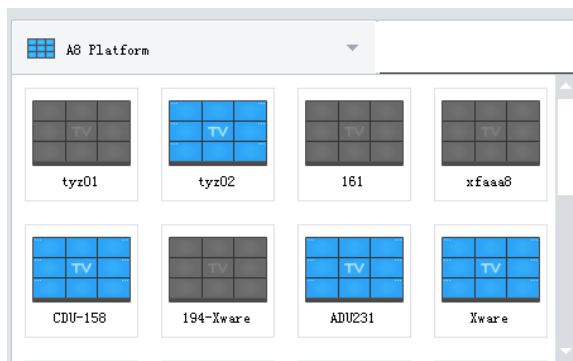 A8 Platform
TV TV TV TV
tyz01 tyz02 161 xfaaa8
TV TV TV TV
CDU-158 194-Xware ADU231 Xware